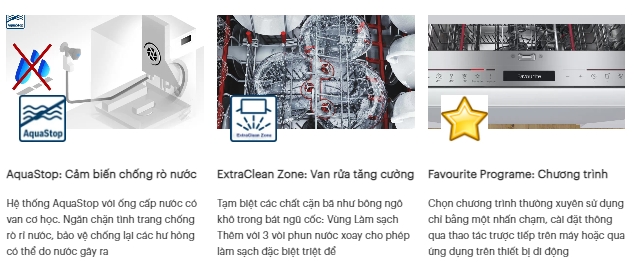 AquaStop
AquaStop
ExtraClean Zone
Favourite
AquaStop: Cảm biến chống rò nước
Hệ thống AquaStop với ống cấp nước có
van cơ học. Ngăn chặn tình trạng chống
rò rỉ nước, bảo vệ chống lại các hư hỏng
có thể do nước gây ra
ExtraClean Zone: Van rửa tăng cường
Tạm biệt các chất cặn bã như bông ngô
khô trong bát ngũ cốc: Vùng Làm sạch
Thêm với 3 vòi phun nước xoay cho phép
làm sạch đặc biệt triệt để
Favourite Programe: Chương trình
Chọn chương trình thường xuyên sử dụng
chỉ bằng một nhấn chạm, cài đặt thông
qua thao tác trực tiếp trên máy hoặc qua
ứng dụng trên thiết bị di động